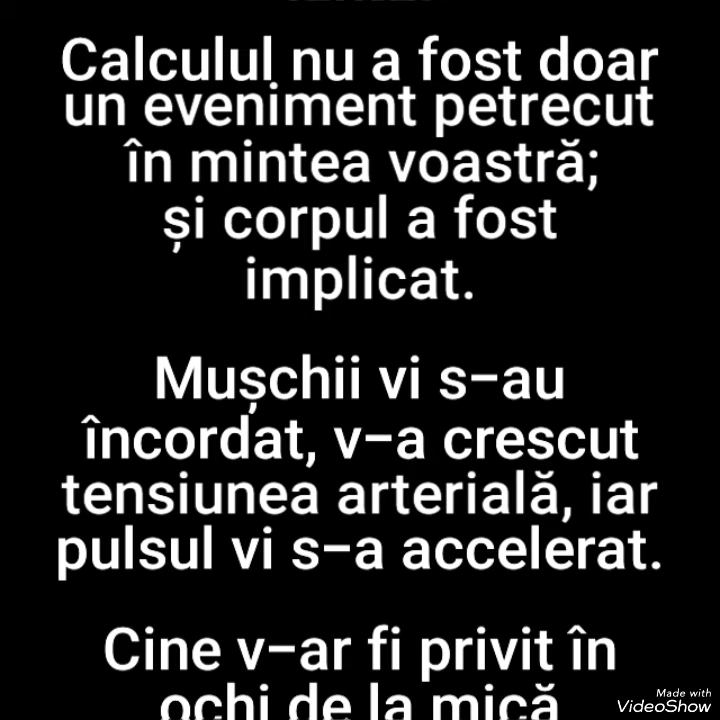 Calculul nu a fost doar
un eveniment petrecut
în mintea voastră;
și corpul a fost
implicat.
Mușchii vi s-au
încordat, v-a crescut
tensiunea arterială, iar
pulsul vi s-a accelerat.
Cine v-ar fi privit în
ochi de la mică
Made with
VideoShow